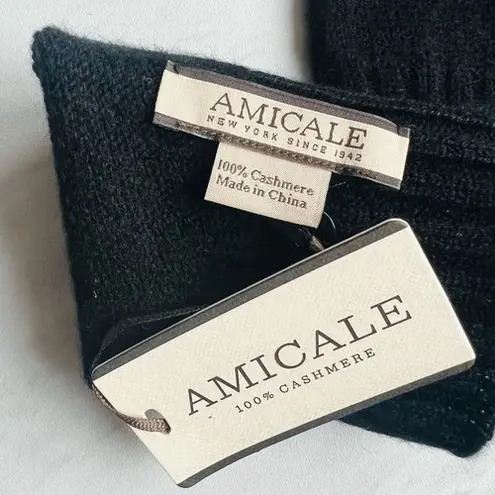 AMICALE
NEW YORK SINCE 1942
100% Cashmere
Made in China
AMICALE
100% CASHMERE